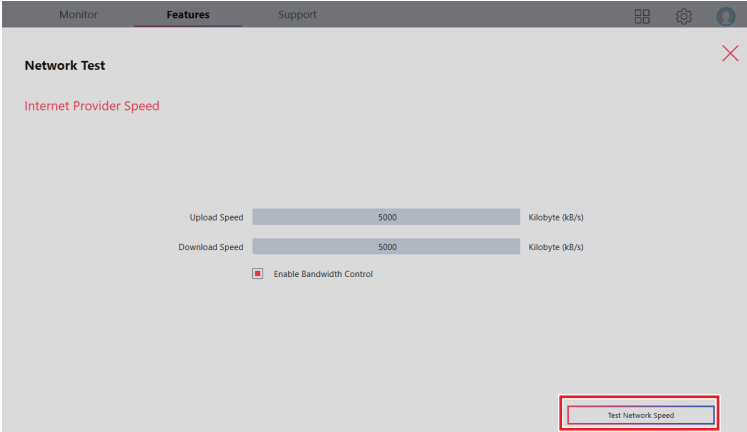 Monitor Features Support
Network Test
Internet Provider Speed
Upload Speed 5000 Kilobyte (kB/s)
Download Speed 5000 Kilobyte (kB/s)
Enable Bandwidth Control
Test Network Speed